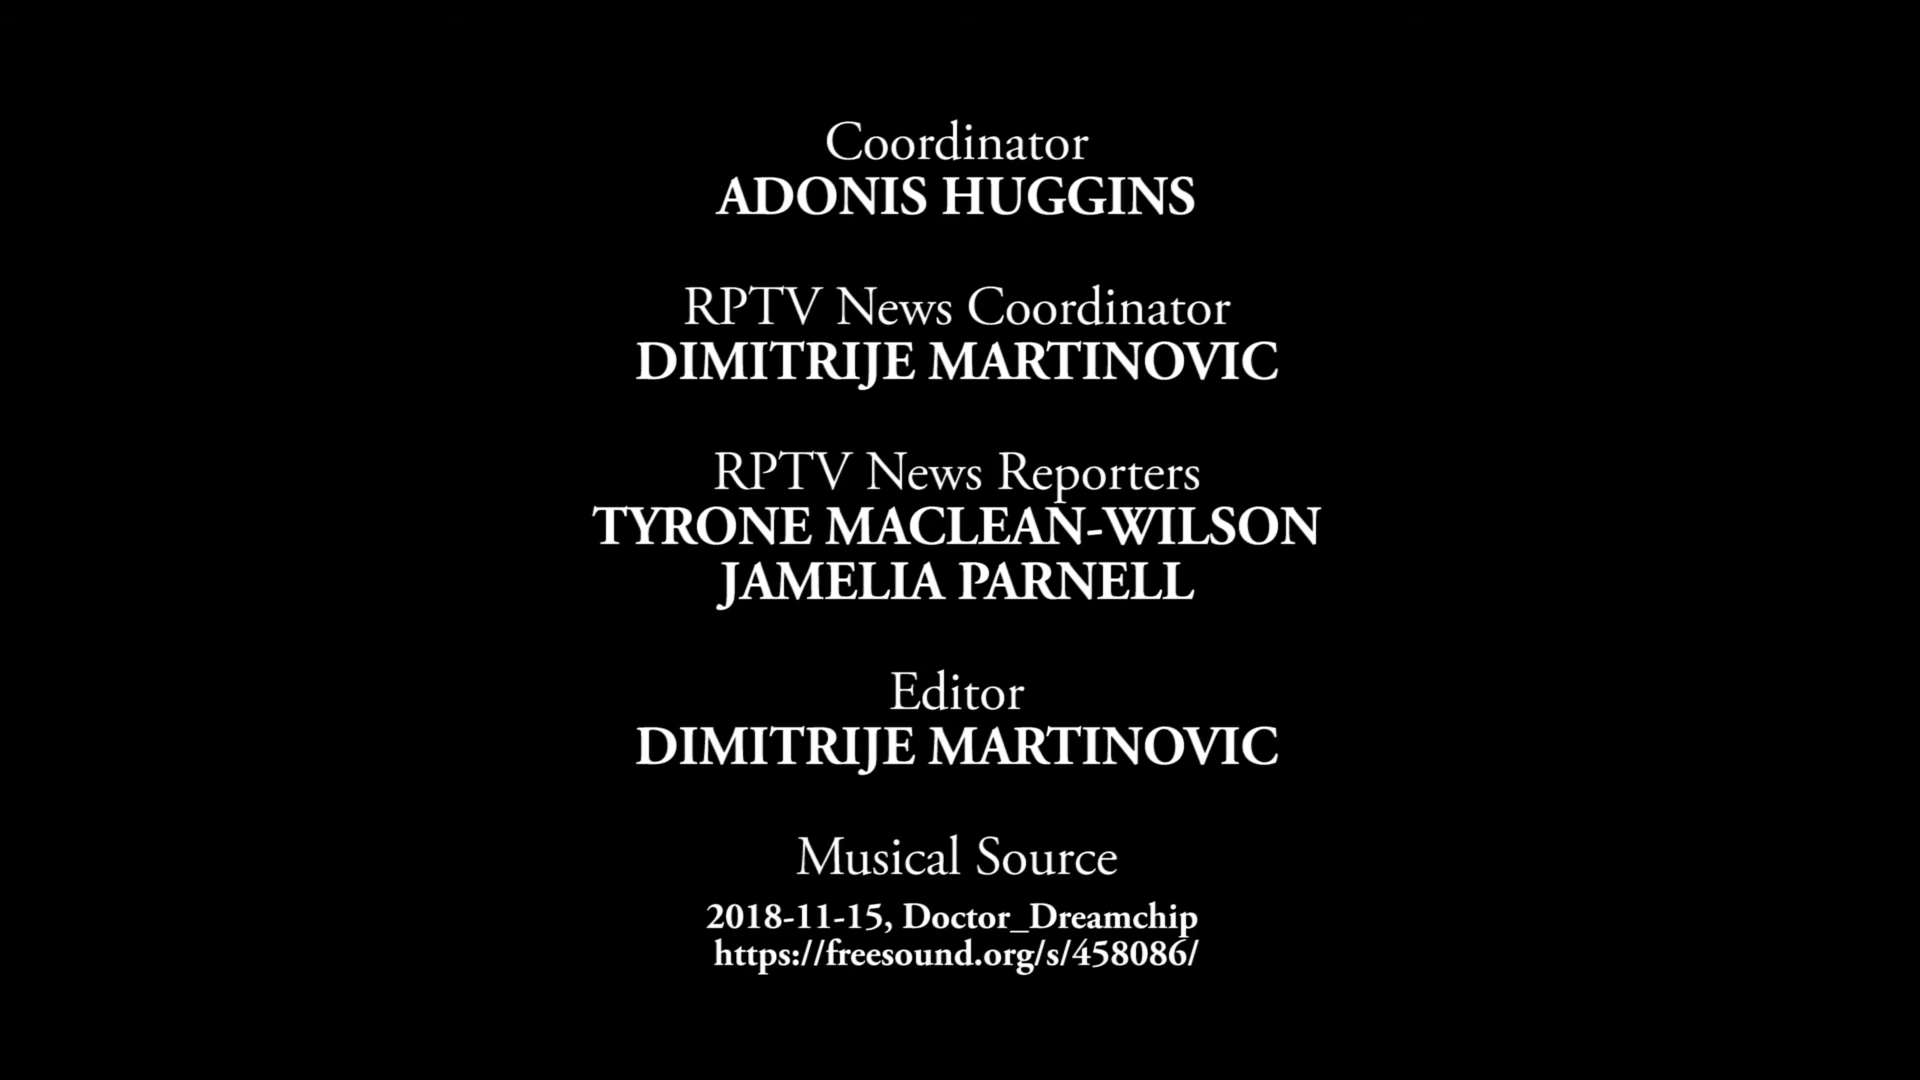 Coordinator
ADONIS HUGGINS
RPTV News Coordinator
DIMITRIJE MARTINOVIC
RPTV News Reporters
TYRONE MACLEAN-WILSON
JAMELIA PARNELL
Editor
DIMITRIJE MARTINOVIC
Musical Source
2018-11-15, Doctor_Dreamchip
https://freesound.org/s/458086/